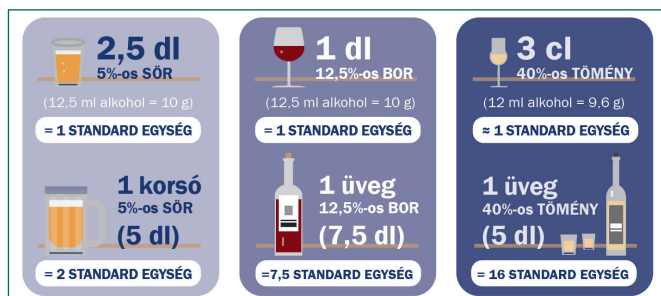 2,5 dl
5%-os SÖR
(12,5 ml alkohol = 10 g)
= 1 STANDARD EGYSÉG
1 korsó
5%-os SÖR
(5 dl)
= 2 STANDARD EGYSÉG
1 dl
12,5%-os BOR
(12,5 ml alkohol = 10 g)
= 1 STANDARD EGYSÉG
1 üveg
12,5%-os BOR
(7,5 dl)
=7,5 STANDARD EGYSÉG
3 cl
40%-os TÖMÉNY
(12 ml alkohol = 9,6 g)
≈ 1 STANDARD EGYSÉG
1 üveg
40%-os TÖMÉNY
(5 dl)
= 16 STANDARD EGYSÉG